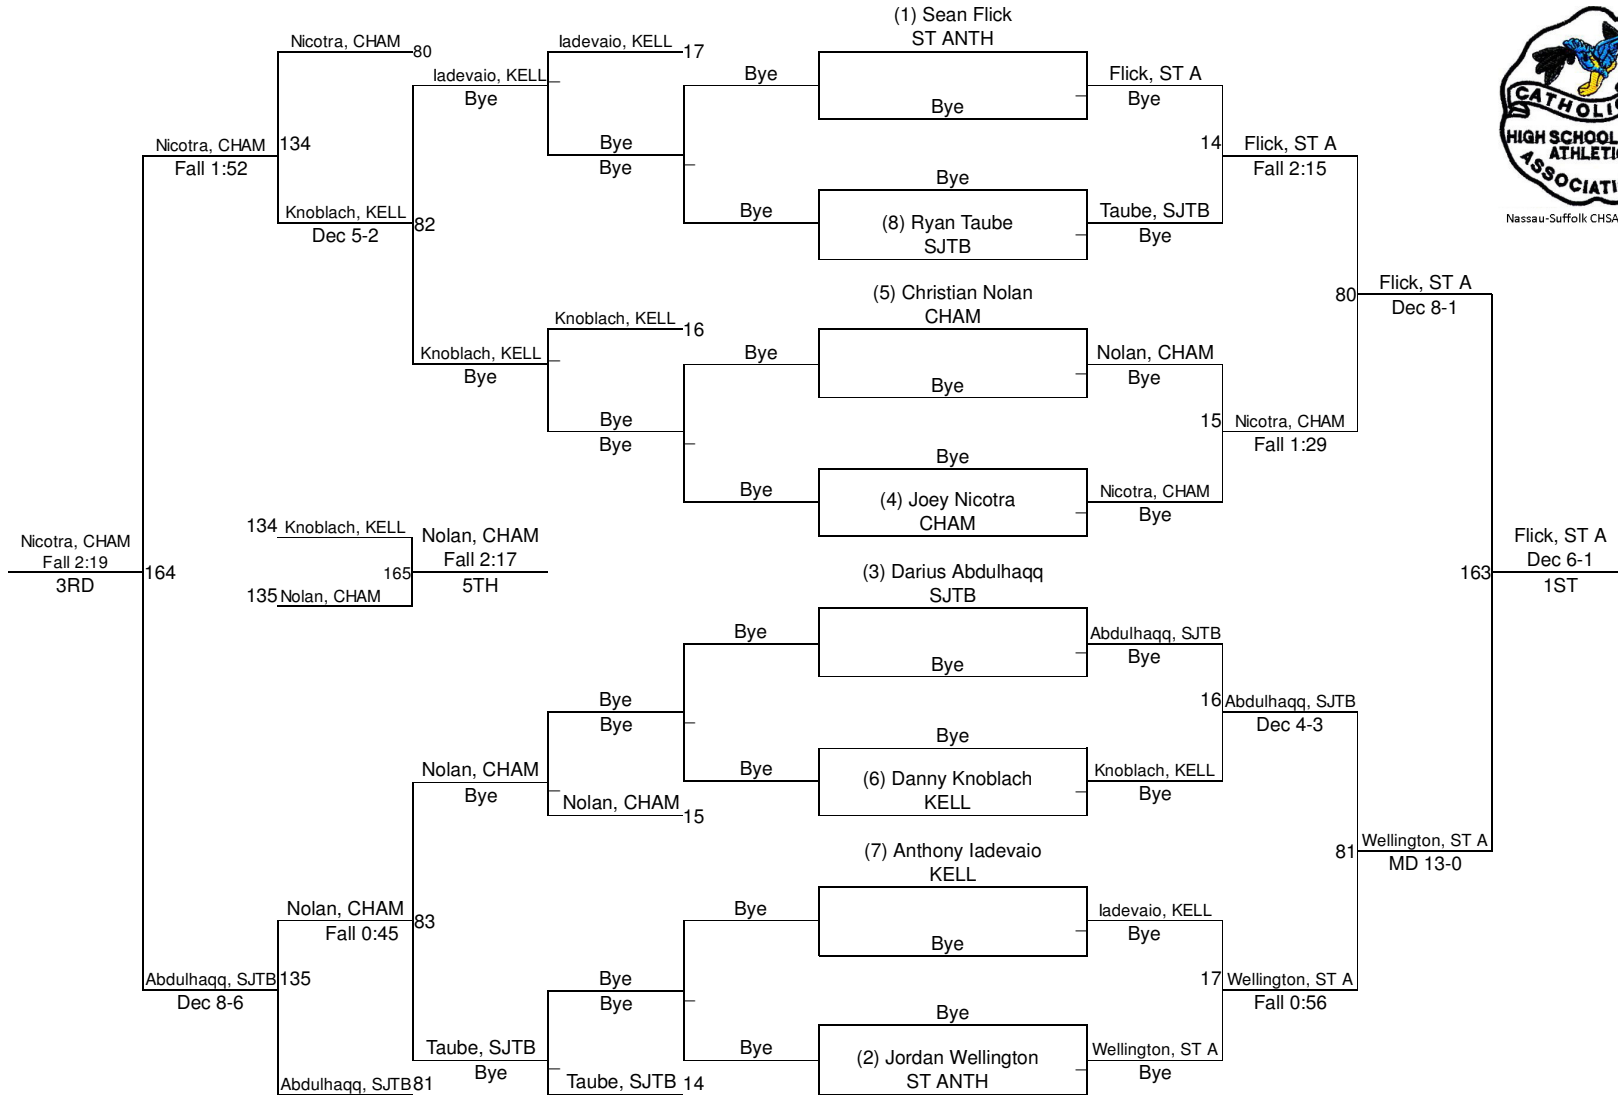 (1) Sean Flick
ST ANTH
Nicotra, CHAM
80
Iadevaio, KELL
17
Iadevaio, KELL
Bye
Bye
Bye
Flick, ST A
Bye
CATHOLIC
HIGH SCHOOL
ATHLETIC
ASSOCIATI
Nassau-Suffolk CHSA
Nicotra, CHAM
Fall 1:52
134
Bye
Bye
14
Flick, ST A
Fall 2:15
Knoblach, KELL
Dec 5-2
82
Bye
Bye
(8) Ryan Taube
SJTB
Taube, SJTB
Bye
(5) Christian Nolan
CHAM
80
Flick, ST A
Dec 8-1
Knoblach, KELL
16
Knoblach, KELL
Bye
Bye
Bye
Nolan, CHAM
Bye
Bye
Bye
15
Nicotra, CHAM
Fall 1:29
Bye
Bye
(4) Joey Nicotra
CHAM
Nicotra, CHAM
Bye
134
Knoblach, KELL
Nicotra, CHAM
Fall 2:19
3RD
164
Nolan, CHAM
Fall 2:17
165
5TH
135
Nolan, CHAM
(3) Darius Abdulhaqq
SJTB
163
Flick, ST A
Dec 6-1
1ST
Bye
Bye
Abdulhaqq, SJTB
Bye
Bye
Bye
16
Abdulhaqq, SJTB
Dec 4-3
Nolan, CHAM
Bye
Nolan, CHAM
15
Bye
Bye
(6) Danny Knoblach
KELL
Knoblach, KELL
Bye
(7) Anthony Iadevaio
KELL
81
Wellington, ST A
MD 13-0
Nolan, CHAM
Fall 0:45
83
Bye
Bye
Iadevaio, KELL
Bye
Abdulhaqq, SJTB
Dec 8-6
135
Bye
Bye
17
Wellington, ST A
Fall 0:56
Taube, SJTB
Bye
Bye
Bye
(2) Jordan Wellington
ST ANTH
Wellington, ST A
Bye
Abdulhaqq, SJTB
81
Taube, SJTB
14